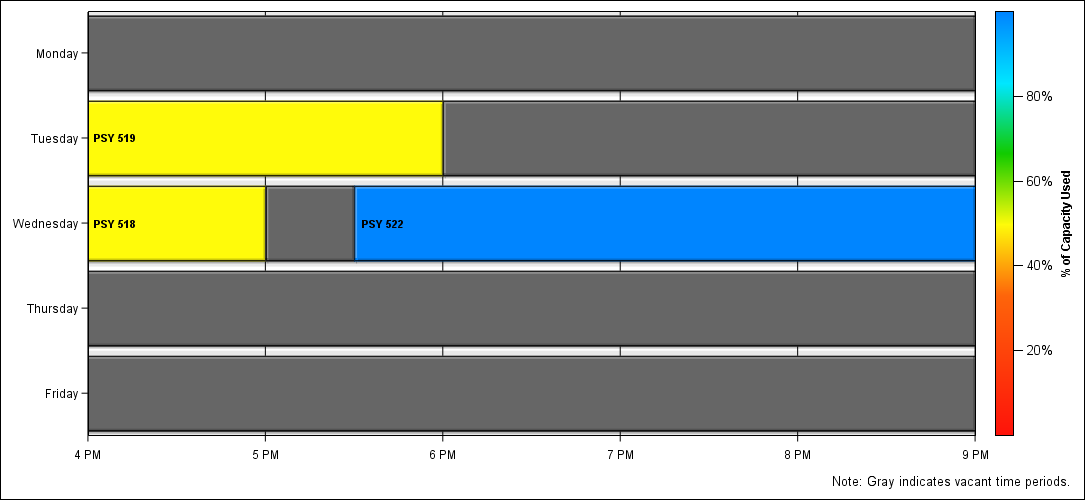 Monday
Tuesday
PSY 519
Wednesday
PSY 518
PSY 522
Thursday
Friday
4 PM
5 PM
6 PM
7 PM
8 PM
9 PM
80%
60%
40%
20%
% of Capacity Used
Note: Gray indicates vacant time periods.